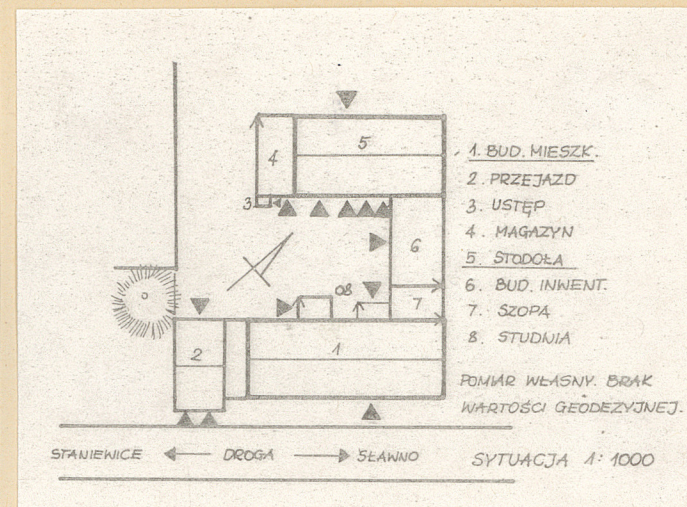 5
4
3.
6
08
7
2
1
1. BUD. MIESZK.
2. PRZEJAZD
3. USTĘP
4. MAGAZYN
5. STODOŁA
6. BUD. INWENT.
7. SZOPA
8. STUDNIA
POMIAR WŁASNY. BRAK
WARTOŚCI GEODEZYJNEJ.
STANIEWICE DROGA SŁAWNO
SYTUACJA 1:1000